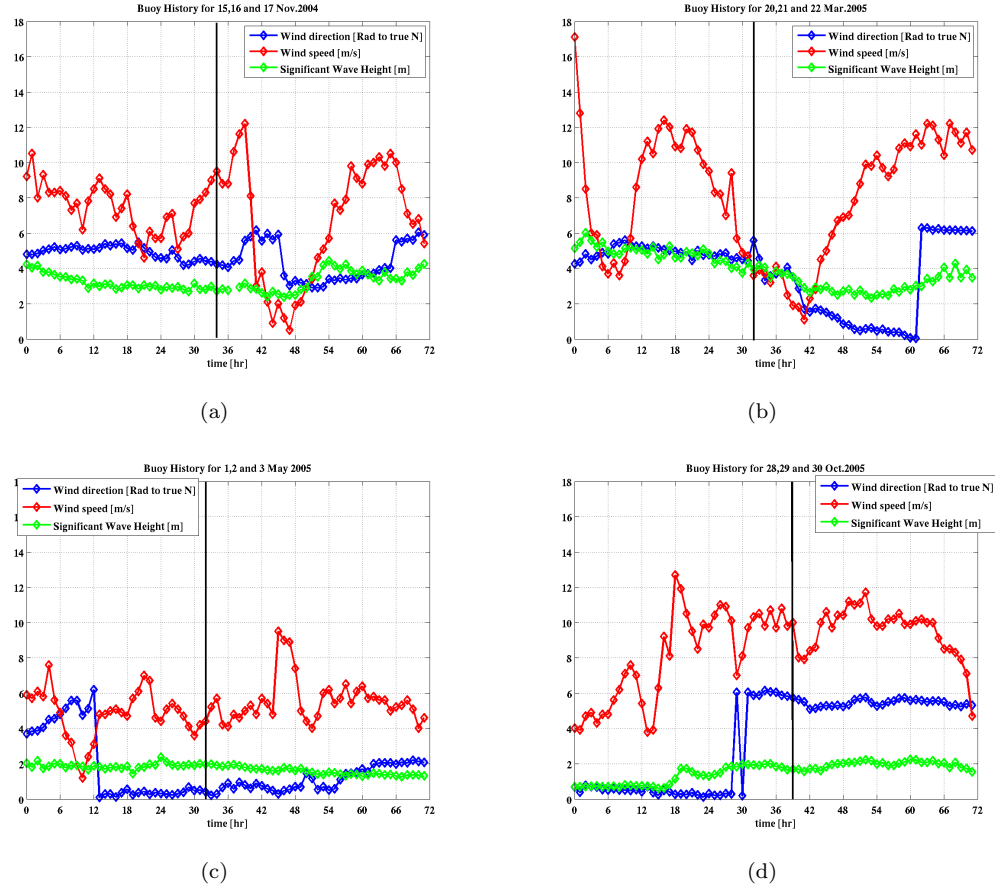 Buoy History for 15,16 and 17 Nov.2004
18
16
14
12
10
8
6
4
2
0
Wind direction [Rad to true N]
Wind speed [m/s]
Significant Wave Height [m]
0 6 12 18 24 30 36 42 48 54 60 66 72
time [hr]
(a)
Buoy History for 20,21 and 22 Mar.2005
18
16
14
12
10
8
6
4
2
0
Wind direction [Rad to true N]
Wind speed [m/s]
Significant Wave Height [m]
0 6 12 18 24 30 36 42 48 54 60 66 72
time [hr]
(b)
Buoy History for 1,2 and 3 May 2005
Wind direction [Rad to true N]
Wind speed [m/s]
Significant Wave Height [m]
14
12
10
8
6
4
2
0
0 6 12 18 24 30 36 42 48 54 60 66 72
time [hr]
(c)
Buoy History for 28,29 and 30 Oct.2005
18
16
14
12
10
8
6
4
2
0
Wind direction [Rad to true N]
Wind speed [m/s]
Significant Wave Height [m]
0 6 12 18 24 30 36 42 48 54 60 66 72
time [hr]
(d)